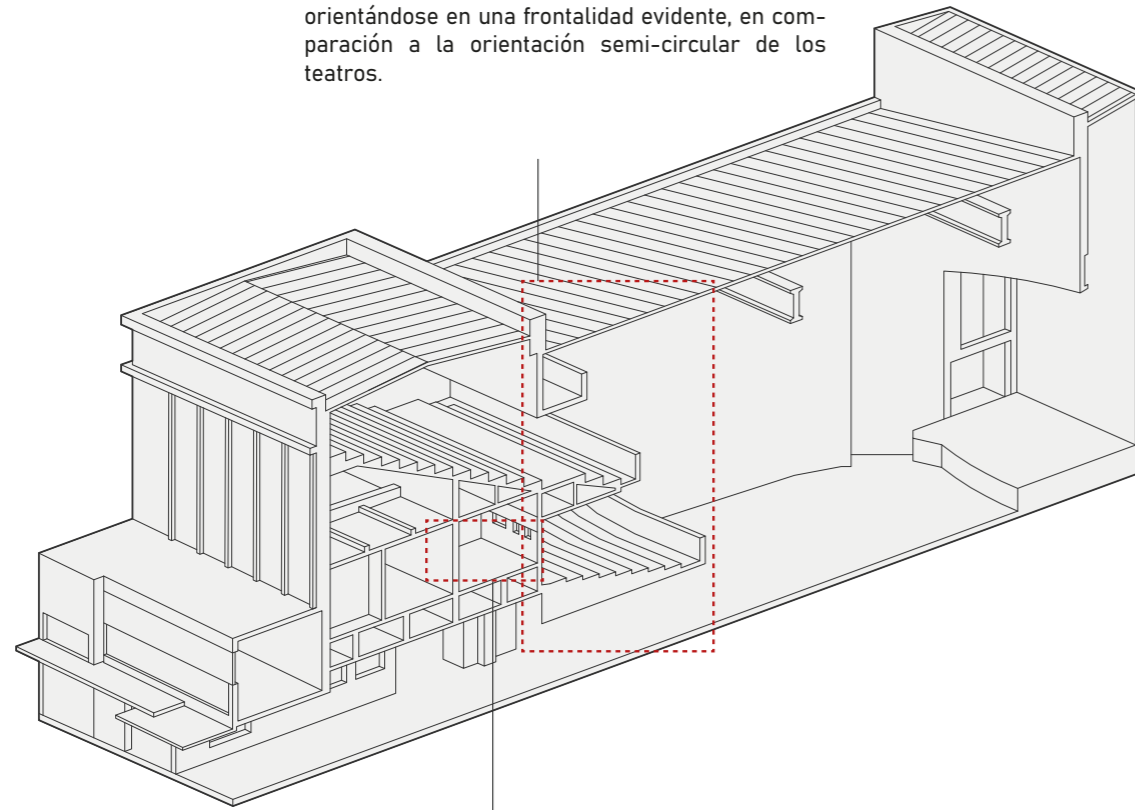 orientándose en una frontalidad evidente, en com-
paración a la orientación semi-circular de los
teatros.